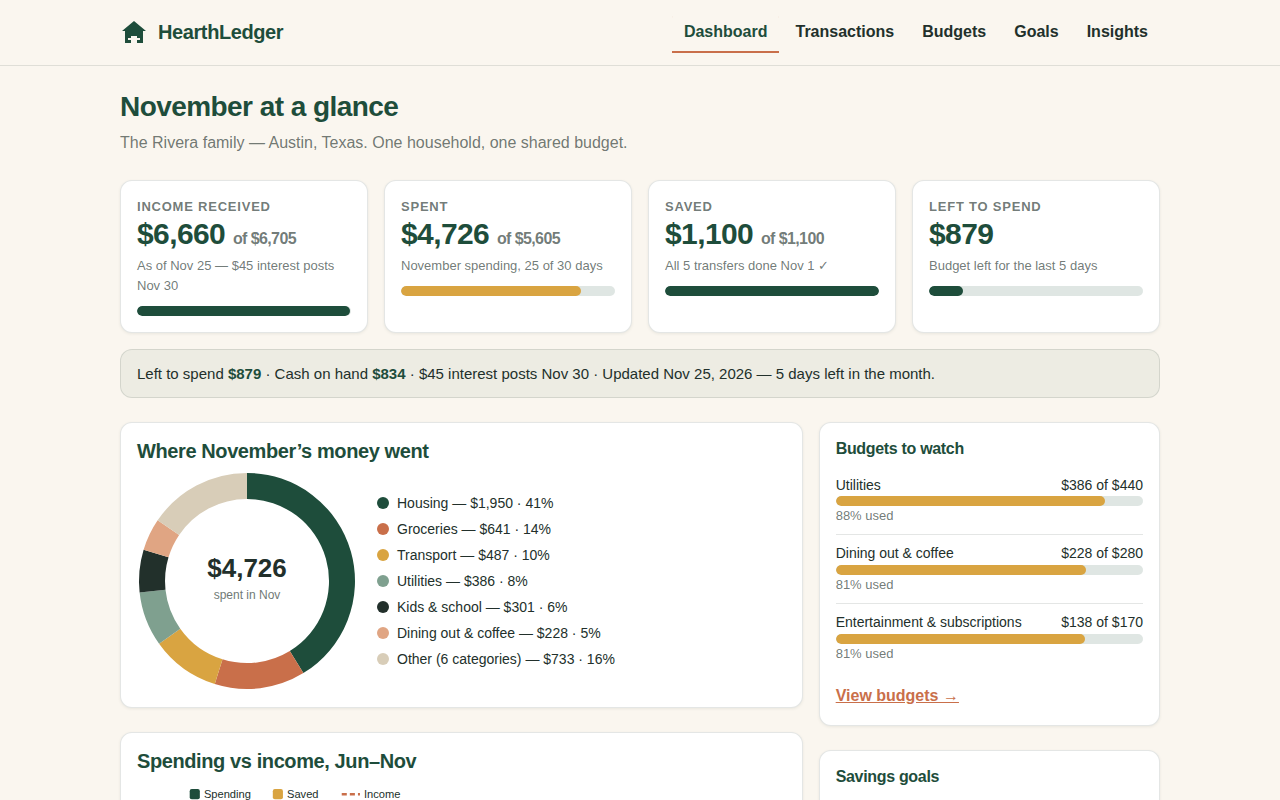 HearthLedger
Dashboard
Transactions
Budgets
Goals
Insights
November at a glance
The Rivera family — Austin, Texas. One household, one shared budget.
INCOME RECEIVED
$6,660 of $6,705
As of Nov 25 — $45 interest posts
Nov 30
SPENT
$4,726 of $5,605
November spending, 25 of 30 days
SAVED
$1,100 of $1,100
All 5 transfers done Nov 1 ✓
LEFT TO SPEND
$879
Budget left for the last 5 days
Left to spend $879 · Cash on hand $834 · $45 interest posts Nov 30 · Updated Nov 25, 2026 — 5 days left in the month.
Where November’s money went
$4,726
spent in Nov
Housing — $1,950 · 41%
Groceries — $641 · 14%
Transport — $487 · 10%
Utilities — $386 · 8%
Kids & school — $301 · 6%
Dining out & coffee — $228 · 5%
Other (6 categories) — $733 · 16%
Budgets to watch
Utilities $386 of $440
88% used
Dining out & coffee $228 of $280
81% used
Entertainment & subscriptions $138 of $170
81% used
View budgets →
Spending vs income, Jun–Nov
Spending Saved Income
Savings goals